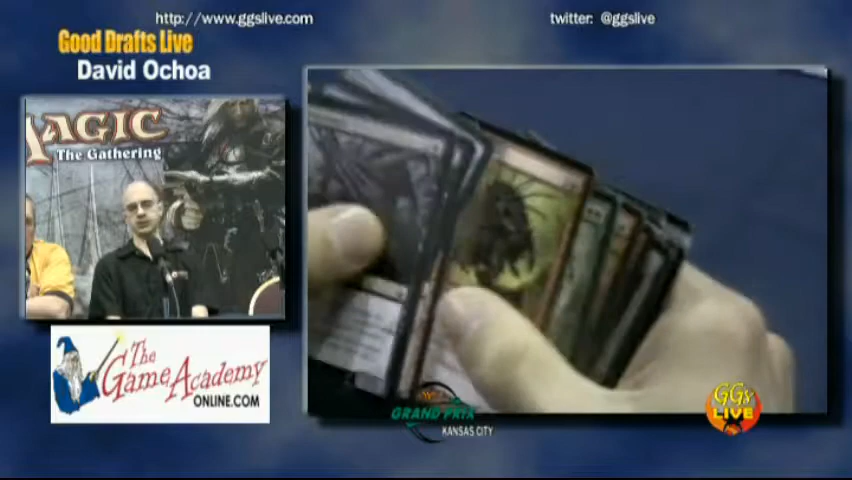 http://www.ggslive.com
twitter: @ggslive
Good Drafts Live
David Ochoa
MAGIC
The Gathering
The
Game Academy
ONLINE.COM
GRAND PRIX
KANSAS CITY
GGs
LIVE